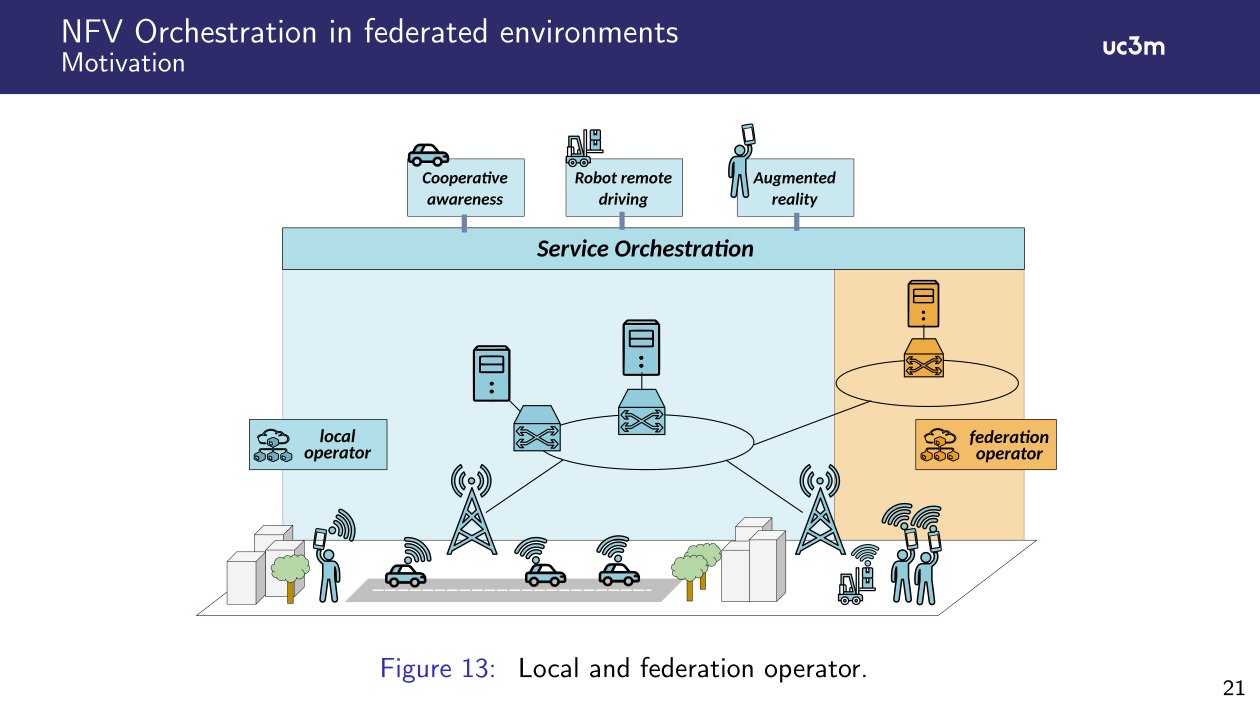 NFV Orchestration in federated environments
Motivation
uc3m
Cooperative
awareness
Robot remote
driving
Augmented
reality
Service Orchestration
local
operator
federation
operator
Figure 13: Local and federation operator.
21